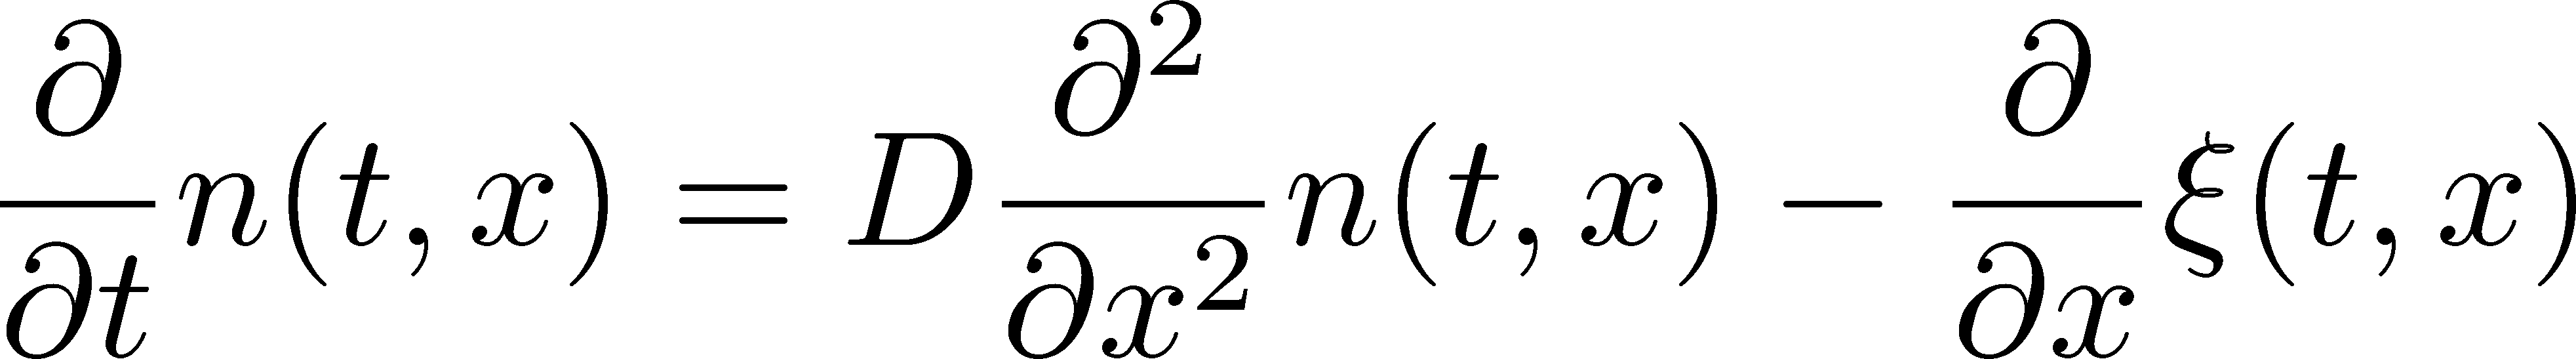 ∂/∂t n(t, x) = D ∂²/∂x² n(t, x) − ∂/∂x ξ(t, x)